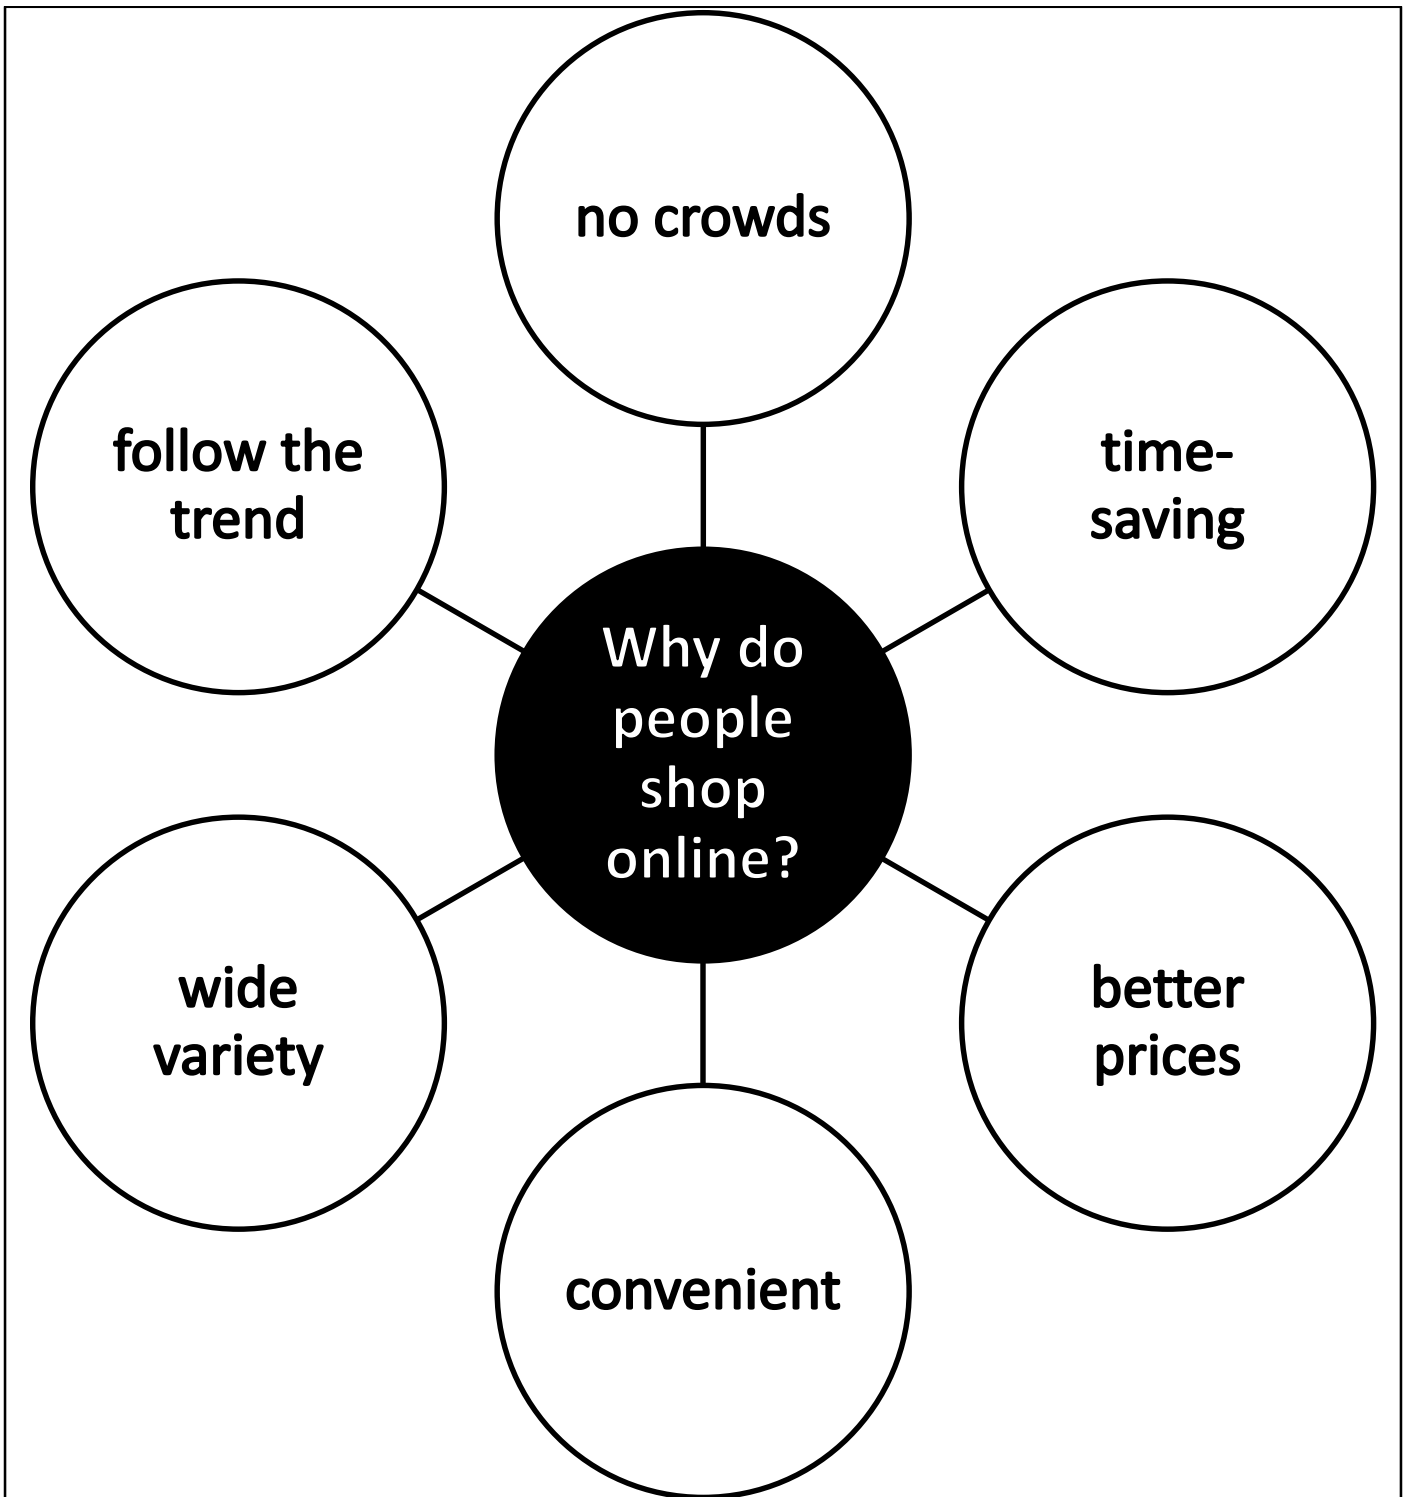 no crowds
follow the
trend
time-
saving
Why do
people
shop
online?
wide
variety
better
prices
convenient